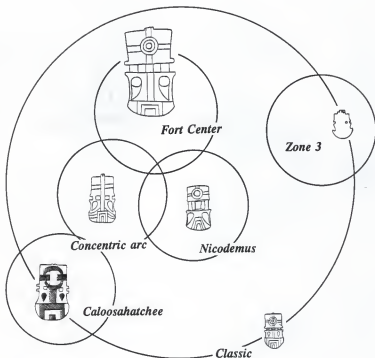 Fort Center
Zone 3
Concentric arc
Nicodemus
Caloosahatchee
Classic